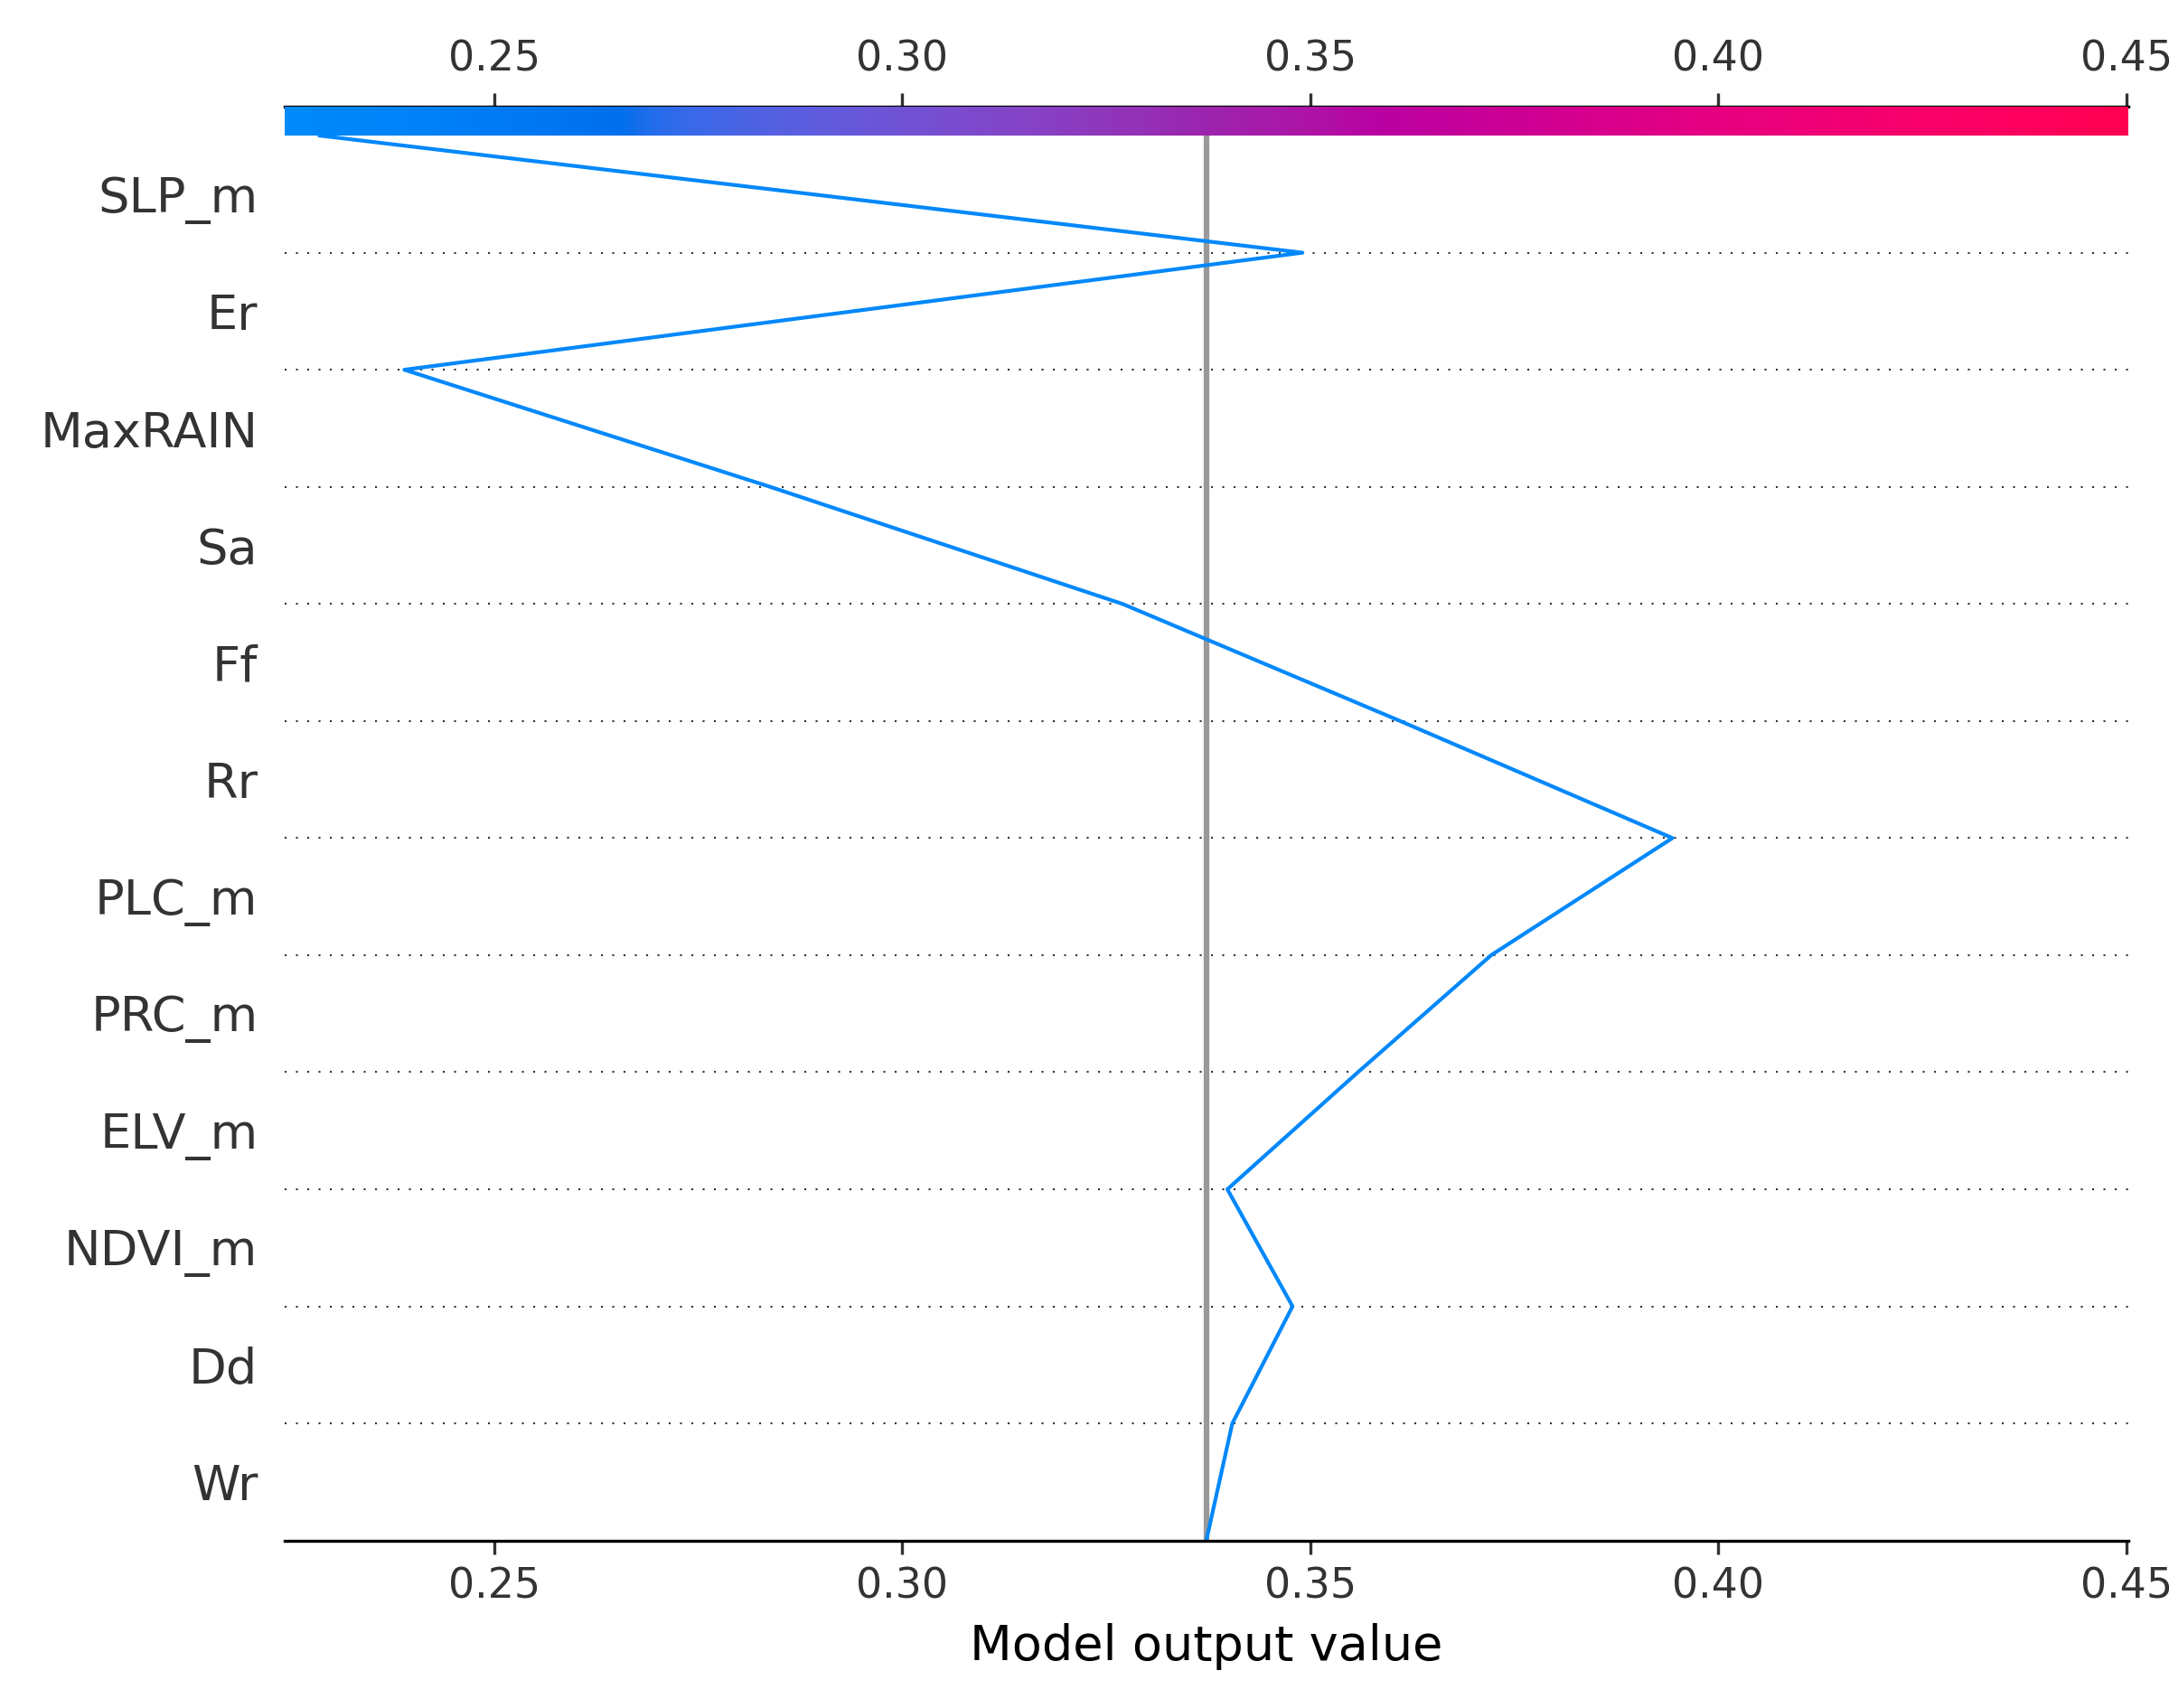 0.25 0.30 0.35 0.40 0.45
SLP_m
Er
MaxRAIN
Sa
Ff
Rr
PLC_m
PRC_m
ELV_m
NDVI_m
Dd
Wr
0.25 0.30 0.35 0.40 0.45
Model output value